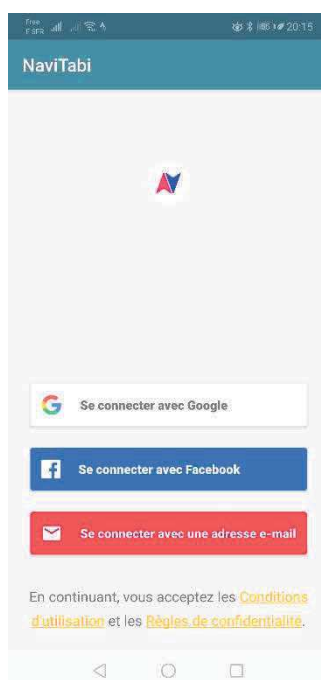 Free
F SFR
20:15
NaviTabi
Se connecter avec Google
Se connecter avec Facebook
Se connecter avec une adresse e-mail
En continuant, vous acceptez les Conditions
d'utilisation et les Règles de confidentialité.